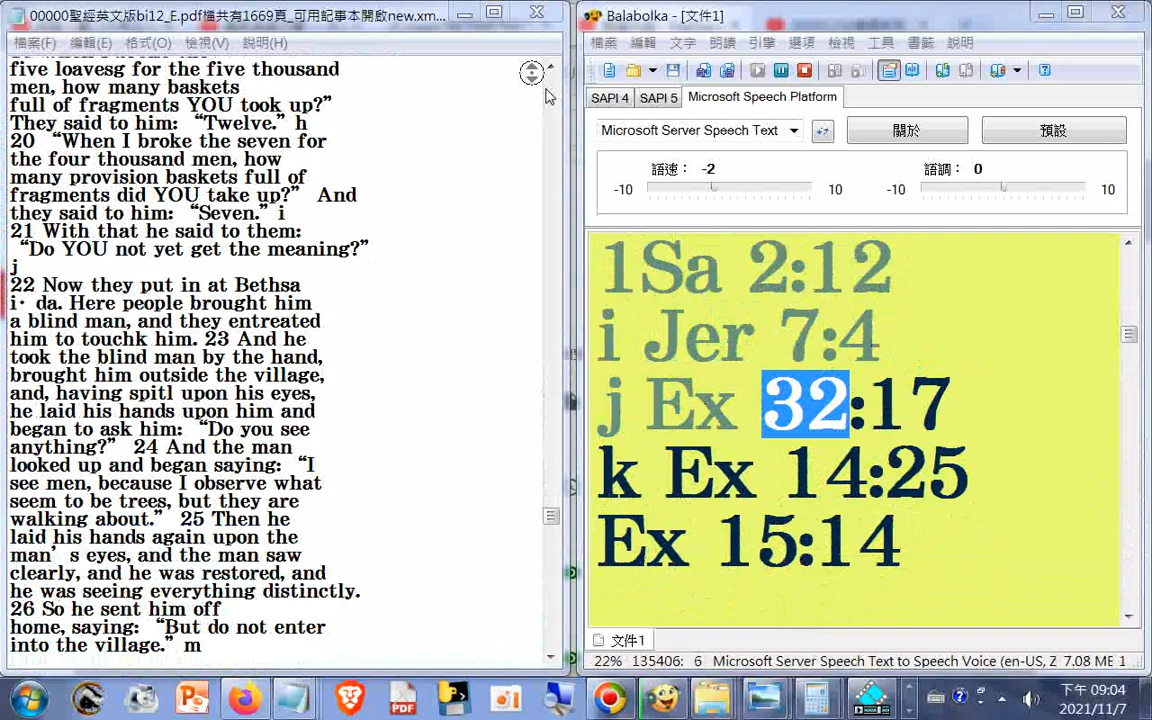 00000聖經英文版bi12_E.pdf檔共有1669頁_可用記事本開啟new.xm...
檔案(F) 編輯(E) 格式(O) 檢視(V) 說明(H)
five loavesg for the five thousand
men, how many baskets
full of fragments YOU took up?”
They said to him: “Twelve.” h
20 “When I broke the seven for
the four thousand men, how
many provision baskets full of
fragments did YOU take up?” And
they said to him: “Seven.” i
21 With that he said to them:
“Do YOU not yet get the meaning?”
j
22 Now they put in at Bethsa
i· da. Here people brought him
a blind man, and they entreated
him to touchk him. 23 And he
took the blind man by the hand,
brought him outside the village,
and, having spitl upon his eyes,
he laid his hands upon him and
began to ask him: “Do you see
anything?” 24 And the man
looked up and began saying: “I
see men, because I observe what
seem to be trees, but they are
walking about.” 25 Then he
laid his hands again upon the
man’ s eyes, and the man saw
clearly, and he was restored, and
he was seeing everything distinctly.
26 So he sent him off
home, saying: “But do not enter
into the village.” m
Balabolka - [文件1]
檔案 編輯 文字 朗讀 引擎 選項 檢視 工具 書籤 說明
SAPI 4 SAPI 5 Microsoft Speech Platform
Microsoft Server Speech Text 關於 預設
語速： -2 語調： 0
-10 10 -10 10
1Sa 2:12
i Jer 7:4
j Ex 32:17
k Ex 14:25
Ex 15:14
文件1
22% 135406: 6 Microsoft Server Speech Text to Speech Voice (en-US, Z 7.08 ME 1
PDF
下午 09:04
2021/11/7